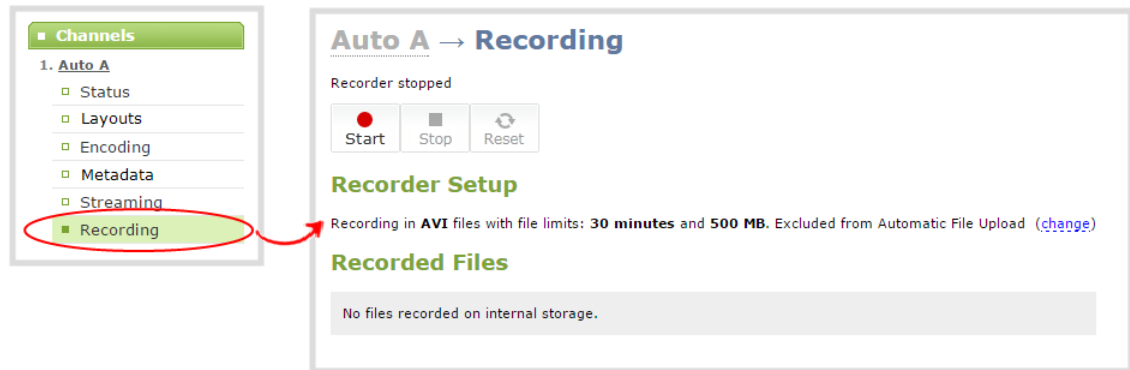 Channels
1. Auto A
Status
Layouts
Encoding
Metadata
Streaming
Recording
Auto A → Recording
Recorder stopped
Start Stop Reset
Recorder Setup
Recording in AVI files with file limits: 30 minutes and 500 MB. Excluded from Automatic File Upload (change)
Recorded Files
No files recorded on internal storage.